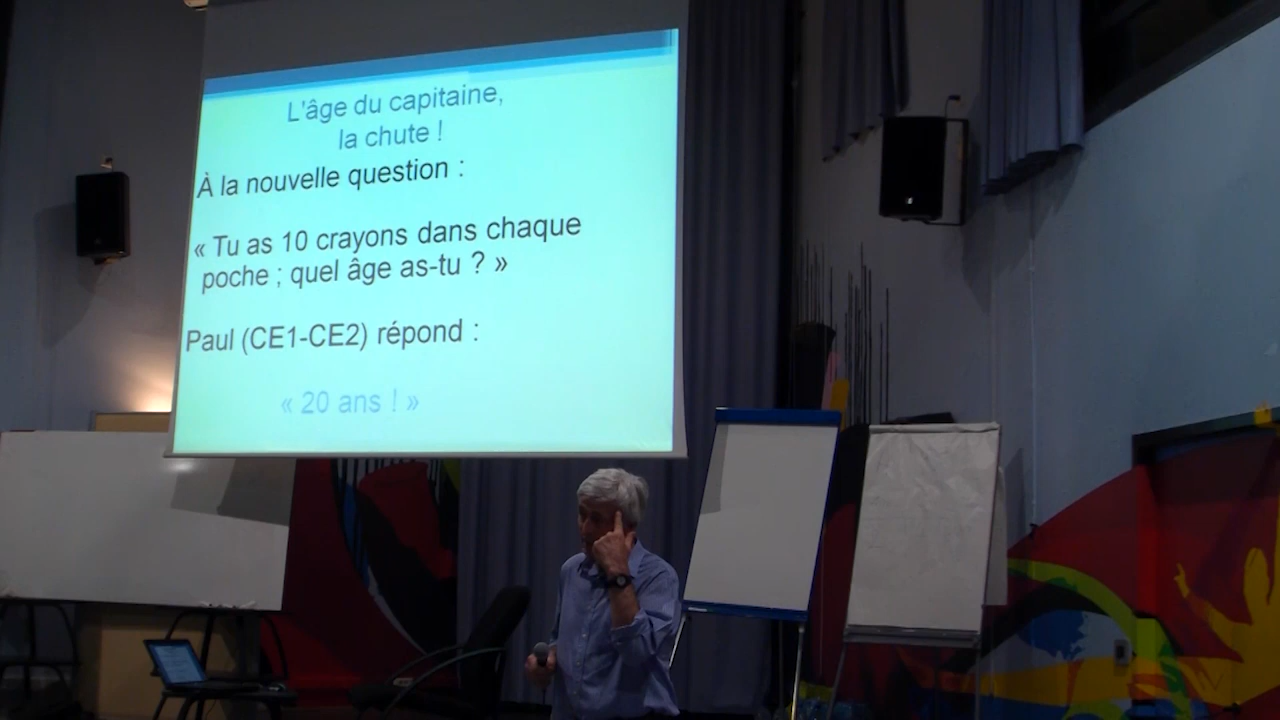 L'âge du capitaine,
la chute !
À la nouvelle question :
« Tu as 10 crayons dans chaque
poche ; quel âge as-tu ? »
Paul (CE1-CE2) répond :
« 20 ans ! »